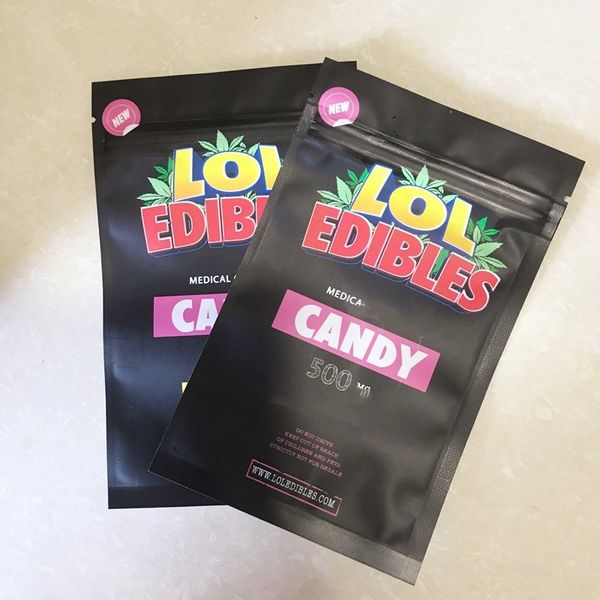 NEW
LOL
EDIBLES
MEDICAL
CA
NEW
LOL
EDIBLES
MEDICA
CANDY
500 MG
DO NOT DRIVE
KEEP OUT OF REACH
OF CHILDREN AND PETS
STRICTLY NOT FOR RESALE
WWW.LOLEDIBLES.COM